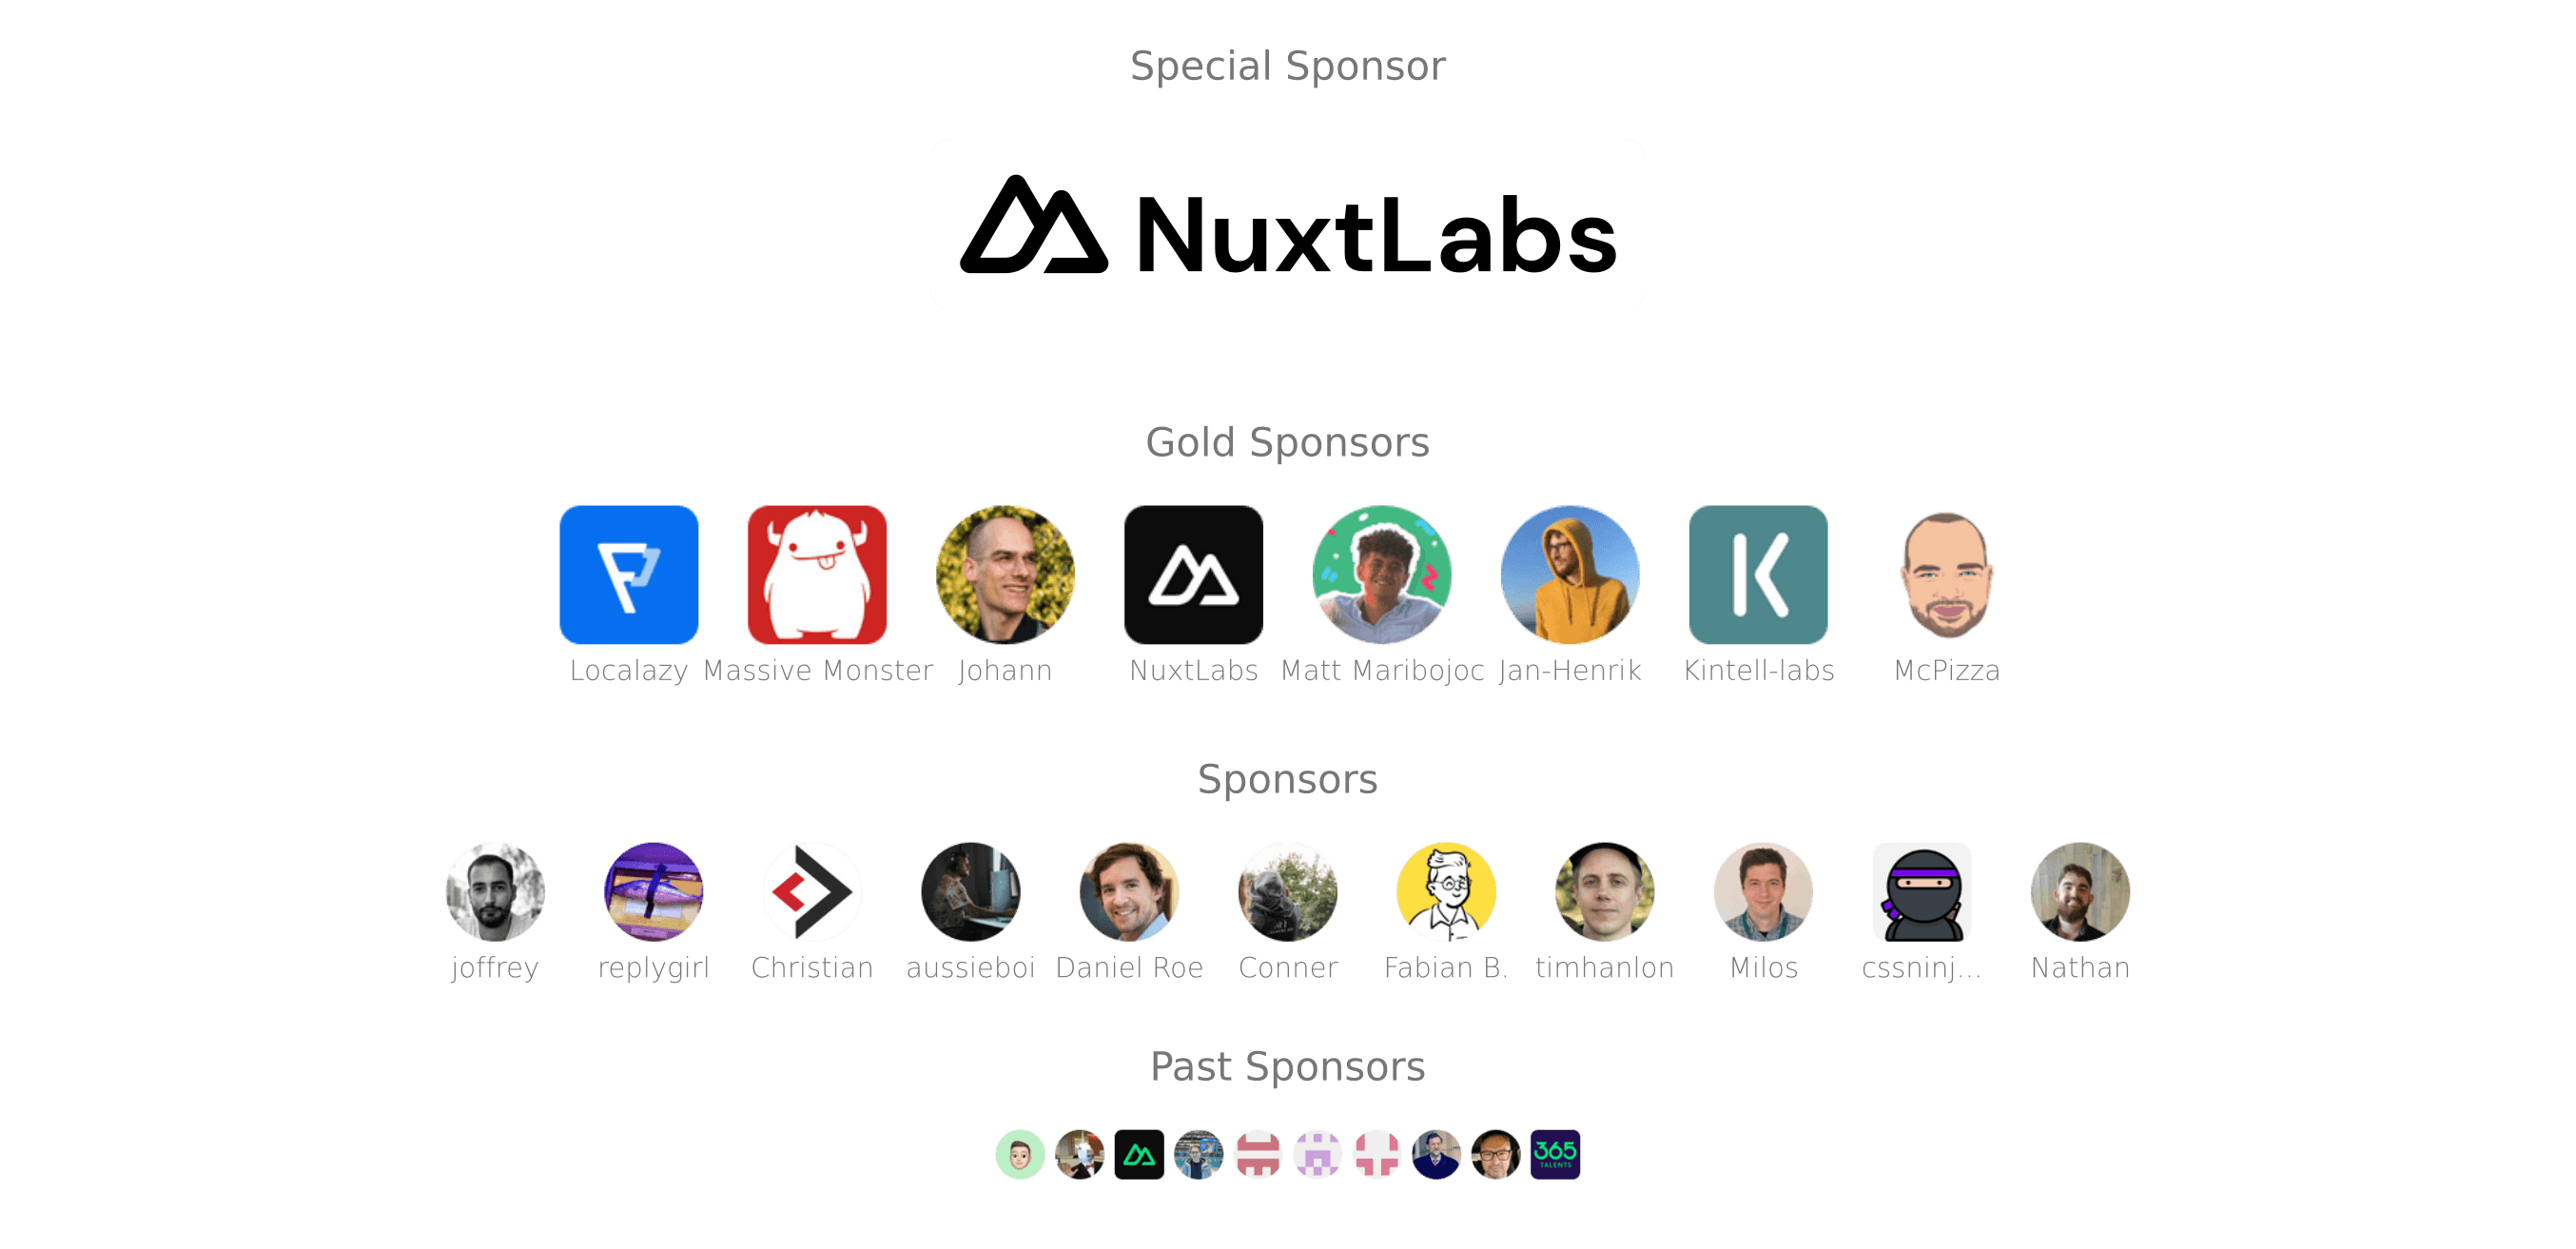 Special Sponsor
NuxtLabs
Gold Sponsors
Localazy Massive Monster Johann NuxtLabs Matt Maribojoc Jan-Henrik Kintell-labs McPizza
Sponsors
joffrey replygirl Christian aussieboi Daniel Roe Conner Fabian B. timhanlon Milos cssninj... Nathan
Past Sponsors
365
TALENTS